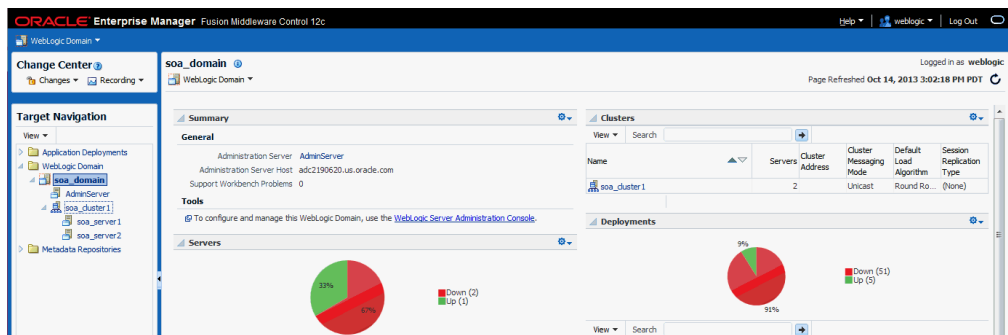 ORACLE Enterprise Manager Fusion Middleware Control 12c
Help weblogic Log Out
WebLogic Domain
Change Center
Changes Recording
soa_domain
WebLogic Domain
Logged in as weblogic
Page Refreshed Oct 14, 2013 3:02:18 PM PDT
Target Navigation
View
Application Deployments
WebLogic Domain
soa_domain
AdminServer
soa_cluster1
soa_server1
soa_server2
Metadata Repositories
Summary
General
Administration Server AdminServer
Administration Server Host adc2190620.us.oracle.com
Support Workbench Problems 0
Tools
To configure and manage this WebLogic Domain, use the WebLogic Server Administration Console.
Servers
33%
67%
Down (2)
Up (1)
Clusters
View Search
Name Servers Cluster Address Cluster Messaging Mode Default Load Algorithm Session Replication Type
soa_cluster1 2 Unicast Round Ro... (None)
Deployments
9%
91%
Down (51)
Up (5)
View Search